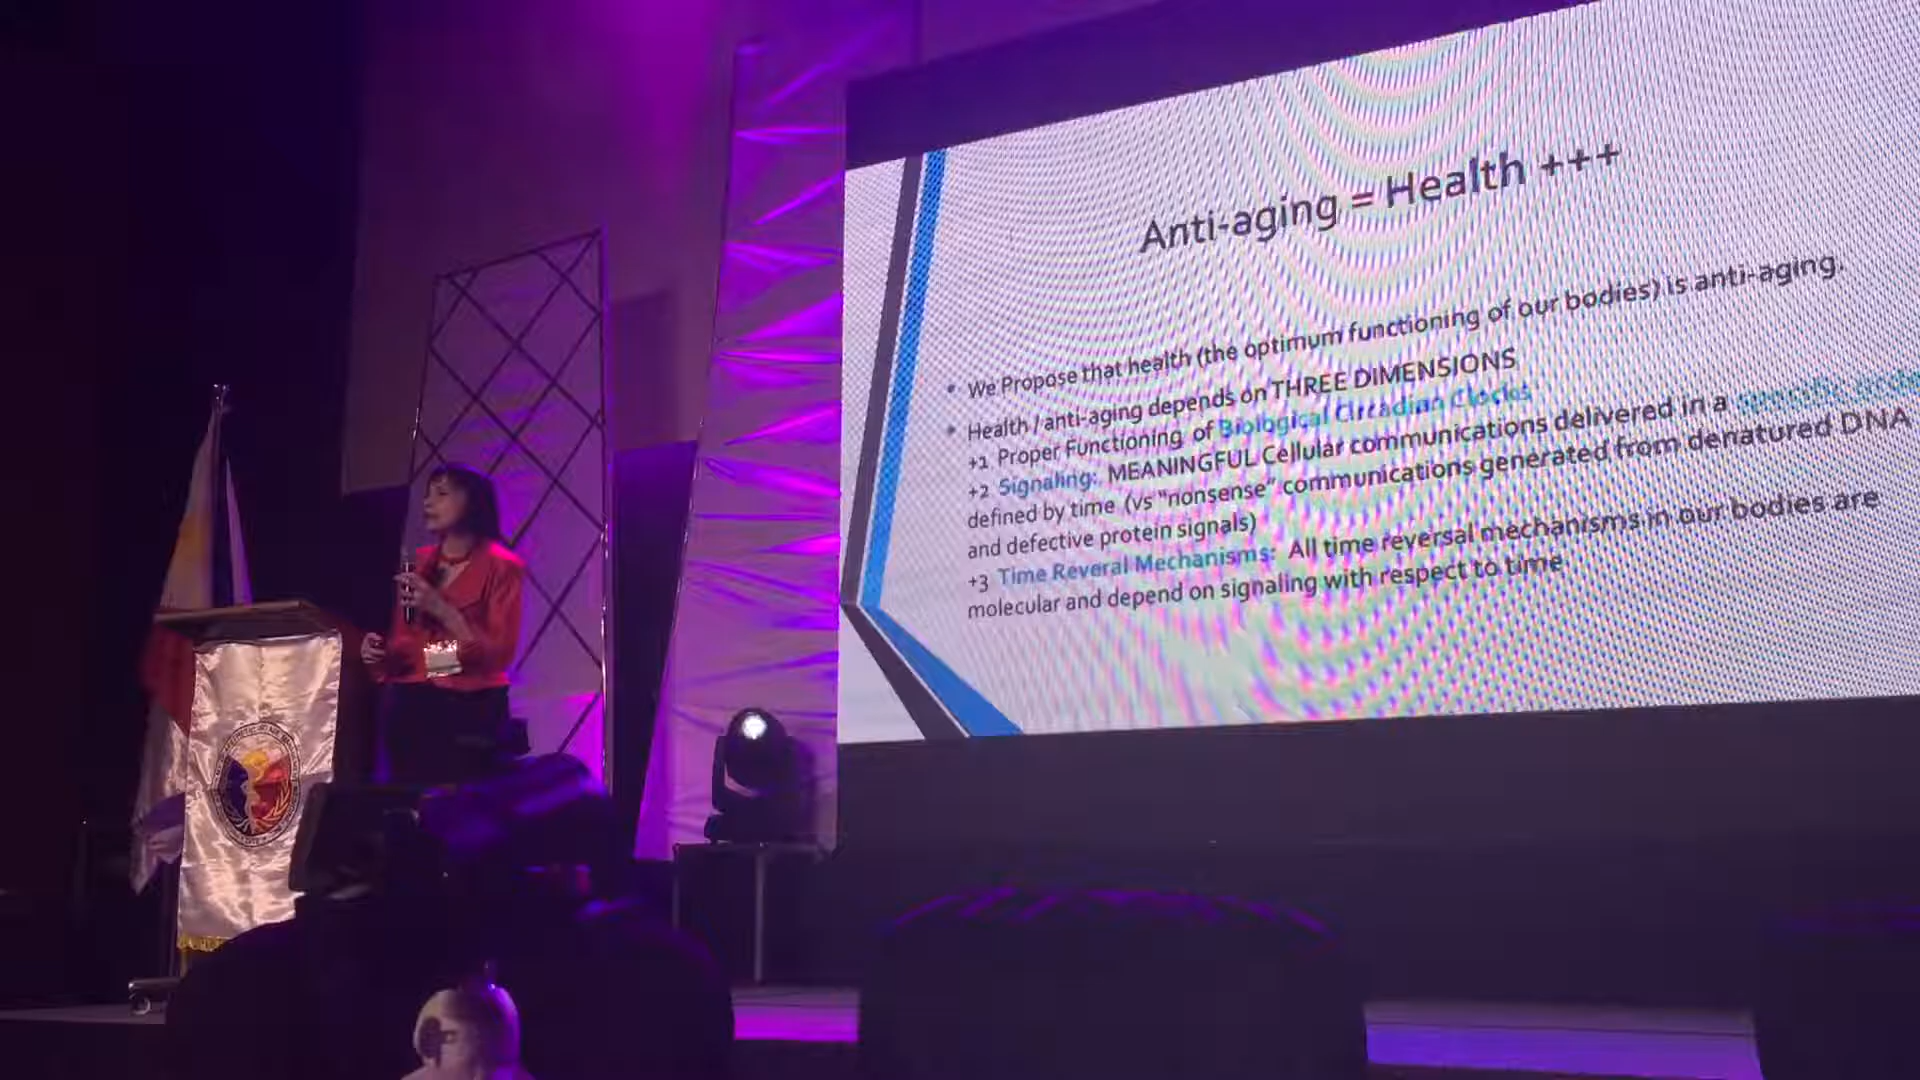 Anti-aging = Health +++
• We Propose that health (the optimum functioning of our bodies) is anti-aging.
• Health / anti-aging depends on THREE DIMENSIONS
+1 Proper Functioning of Biological Circadian Clocks
+2 Signaling: MEANINGFUL Cellular communications delivered in a specific order
defined by time (vs "nonsense" communications generated from denatured DNA
and defective protein signals)
+3 Time Reveral Mechanisms: All time reversal mechanisms in our bodies are
molecular and depend on signaling with respect to time